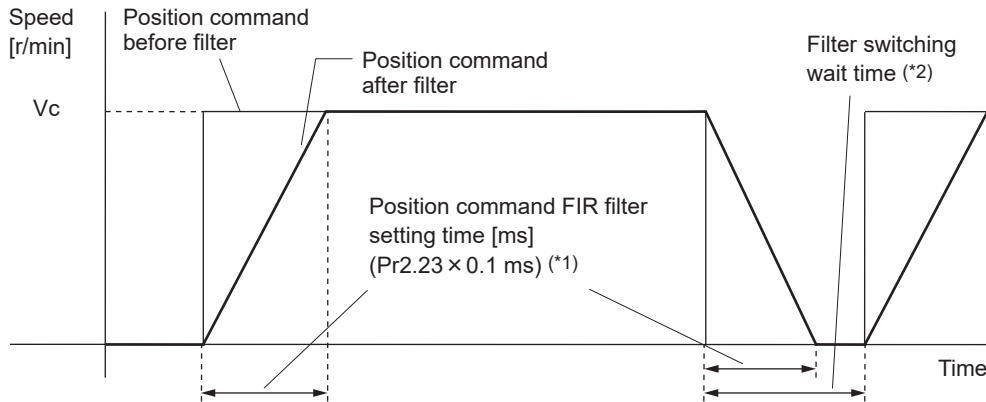 Speed
[r/min]
Position command
before filter
Position command
after filter
Filter switching
wait time (*2)
Vc
Position command FIR filter
setting time [ms]
(Pr2.23 × 0.1 ms) (*1)
Time